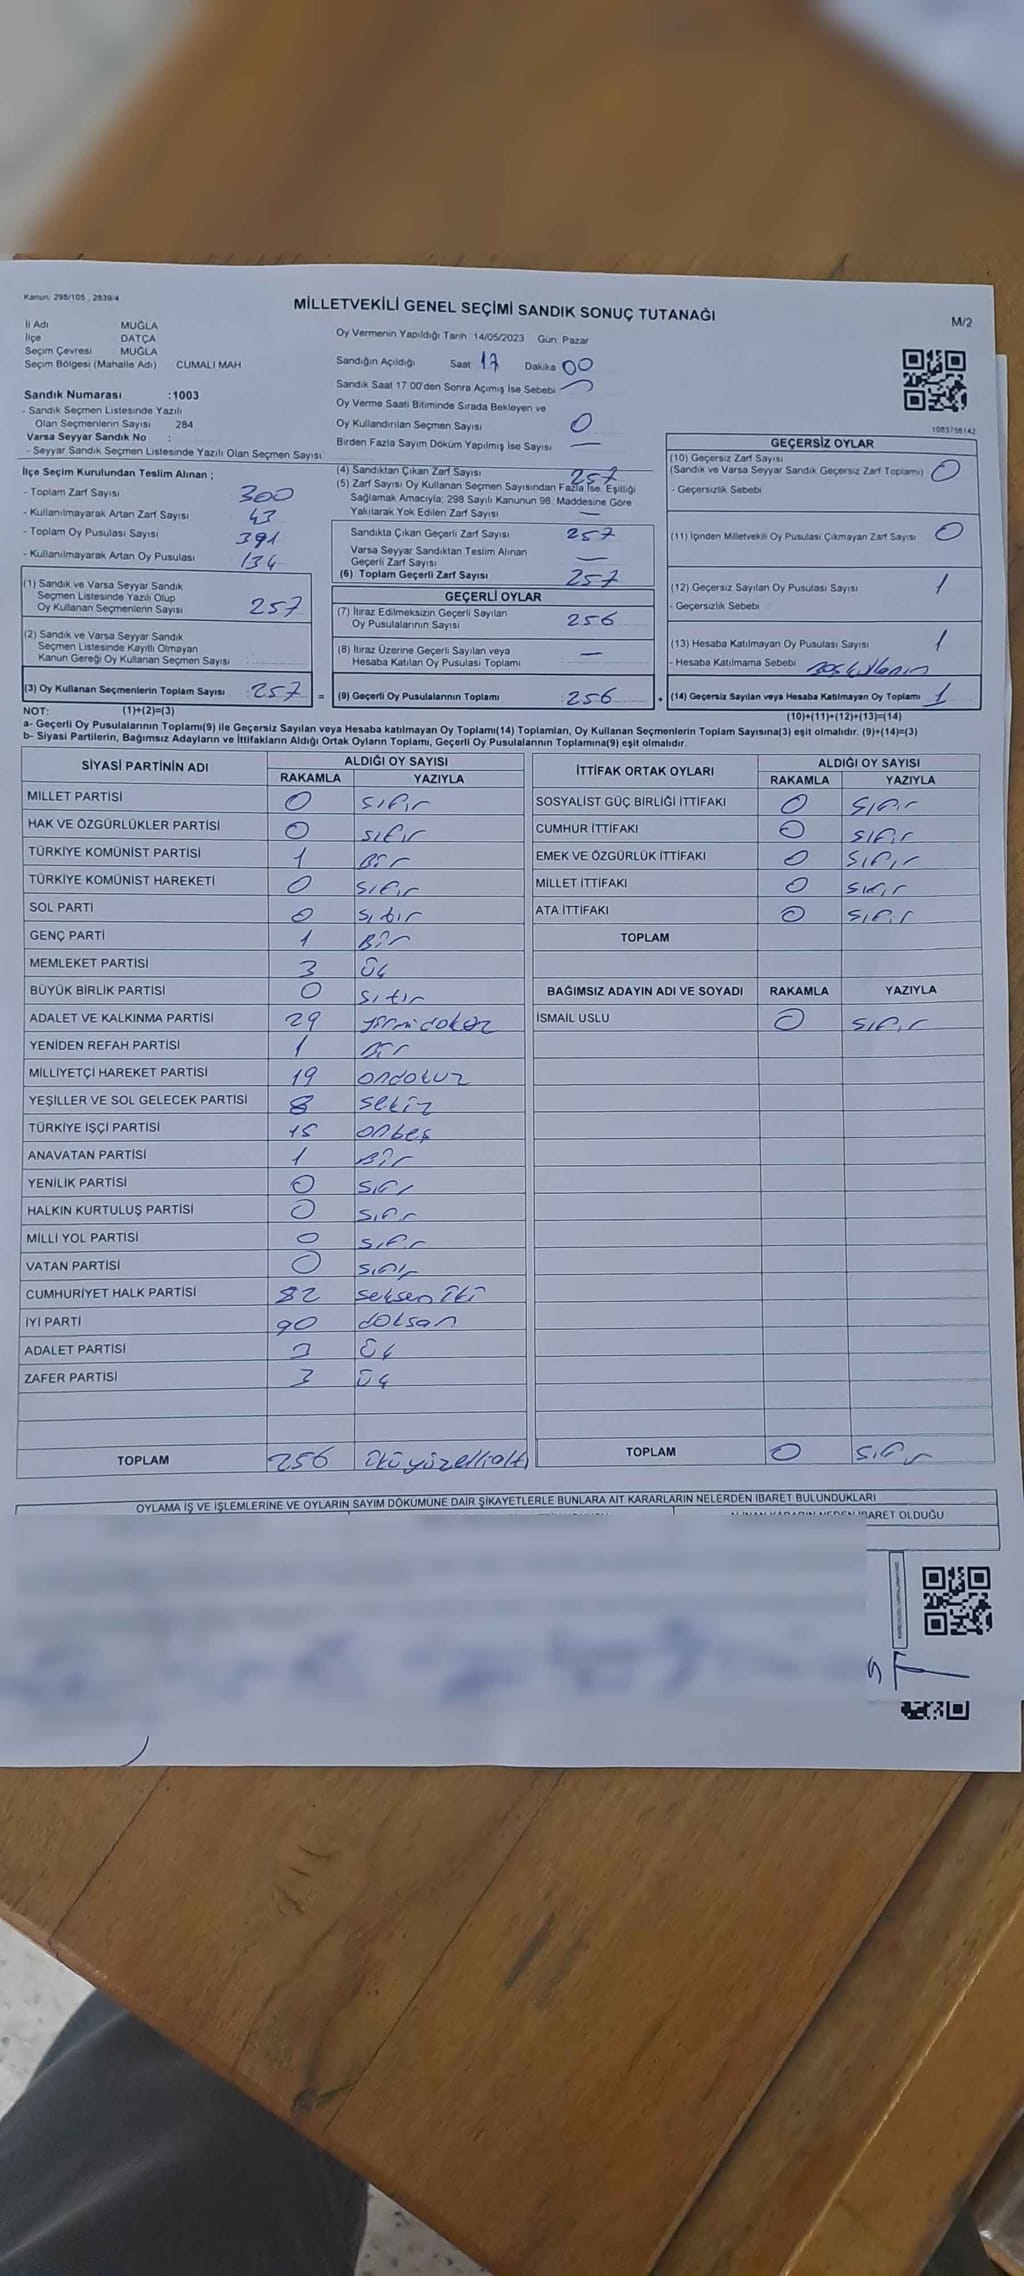 Kanun: 298/105 , 2839/4
MİLLETVEKİLİ GENEL SEÇİMİ SANDIK SONUÇ TUTANAĞI
M/2
İl Adı MUĞLA
İlçe DATÇA
Seçim Çevresi MUĞLA
Seçim Bölgesi (Mahalle Adı) CUMALI MAH
Oy Vermenin Yapıldığı Tarih 14/05/2023 Gün: Pazar
Sandığın Açıldığı Saat 17 Dakika 00
Sandık Saat 17:00'den Sonra Açımış İse Sebebi
Oy Verme Saati Bitiminde Sırada Bekleyen ve
Oy Kullandırılan Seçmen Sayısı 0
Birden Fazla Sayım Döküm Yapılmış İse Sayısı —
Sandık Numarası :1003
- Sandık Seçmen Listesinde Yazılı
Olan Seçmenlerin Sayısı 284
Varsa Seyyar Sandık No :
- Seyyar Sandık Seçmen Listesinde Yazılı Olan Seçmen Sayısı:
1083756142
İlçe Seçim Kurulundan Teslim Alınan ;
- Toplam Zarf Sayısı 300
- Kullanılmayarak Artan Zarf Sayısı 43
- Toplam Oy Pusulası Sayısı 391
- Kullanılmayarak Artan Oy Pusulası 134
(1) Sandık ve Varsa Seyyar Sandık
Seçmen Listesinde Yazılı Olup
Oy Kullanan Seçmenlerin Sayısı 257
(2) Sandık ve Varsa Seyyar Sandık
Seçmen Listesinde Kayıtlı Olmayan
Kanun Gereği Oy Kullanan Seçmen Sayısı :
(3) Oy Kullanan Seçmenlerin Toplam Sayısı : 257 =
(4) Sandıktan Çıkan Zarf Sayısı 257
(5) Zarf Sayısı Oy Kullanan Seçmen Sayısından Fazla İse, Eşitliği
Sağlamak Amacıyla; 298 Sayılı Kanunun 98. Maddesine Göre
Yakılarak Yok Edilen Zarf Sayısı —
Sandıkta Çıkan Geçerli Zarf Sayısı 257
Varsa Seyyar Sandıktan Teslim Alınan
Geçerli Zarf Sayısı —
(6) Toplam Geçerli Zarf Sayısı 257
GEÇERLİ OYLAR
(7) İtiraz Edilmeksizin Geçerli Sayılan
Oy Pusulalarının Sayısı 256
(8) İtiraz Üzerine Geçerli Sayılan veya
Hesaba Katılan Oy Pusulası Toplamı —
(9) Geçerli Oy Pusulalarının Toplamı : 256 +
GEÇERSİZ OYLAR
(10) Geçersiz Zarf Sayısı
(Sandık ve Varsa Seyyar Sandık Geçersiz Zarf Toplamı) 0
- Geçersizlik Sebebi
(11) İçinden Milletvekili Oy Pusulası Çıkmayan Zarf Sayısı 0
(12) Geçersiz Sayılan Oy Pusulası Sayısı 1
- Geçersizlik Sebebi
(13) Hesaba Katılmayan Oy Pusulası Sayısı 1
- Hesaba Katılmama Sebebi
(14) Geçersiz Sayılan veya Hesaba Katılmayan Oy Toplamı 1
NOT: (1)+(2)=(3)
(10)+(11)+(12)+(13)=(14)
a- Geçerli Oy Pusulalarının Toplamı(9) ile Geçersiz Sayılan veya Hesaba katılmayan Oy Toplamı(14) Toplamları, Oy Kullanan Seçmenlerin Toplam Sayısına(3) eşit olmalıdır. (9)+(14)=(3)
b- Siyasi Partilerin, Bağımsız Adayların ve İttifakların Aldığı Ortak Oyların Toplamı, Geçerli Oy Pusulalarının Toplamına(9) eşit olmalıdır.
SİYASİ PARTİNİN ADI ALDIĞI OY SAYISI
RAKAMLA YAZIYLA
MİLLET PARTİSİ 0 sıfır
HAK VE ÖZGÜRLÜKLER PARTİSİ 0 sıfır
TÜRKİYE KOMÜNİST PARTİSİ 1 Bir
TÜRKİYE KOMÜNİST HAREKETİ 0 sıfır
SOL PARTİ 0 sıfır
GENÇ PARTİ 1 Bir
MEMLEKET PARTİSİ 3 üç
BÜYÜK BİRLİK PARTİSİ 0 sıfır
ADALET VE KALKINMA PARTİSİ 29 yirmidokuz
YENİDEN REFAH PARTİSİ 1 Bir
MİLLİYETÇİ HAREKET PARTİSİ 19 ondokuz
YEŞİLLER VE SOL GELECEK PARTİSİ 8 sekiz
TÜRKİYE İŞÇİ PARTİSİ 15 onbeş
ANAVATAN PARTİSİ 1 Bir
YENİLİK PARTİSİ 0 sıfır
HALKIN KURTULUŞ PARTİSİ 0 sıfır
MİLLİ YOL PARTİSİ 0 sıfır
VATAN PARTİSİ 0 sıfır
CUMHURİYET HALK PARTİSİ 82 seksen iki
İYİ PARTİ 90 doksan
ADALET PARTİSİ 3 üç
ZAFER PARTİSİ 3 üç
TOPLAM 256 ikiyüzellialtı
İTTİFAK ORTAK OYLARI ALDIĞI OY SAYISI
RAKAMLA YAZIYLA
SOSYALİST GÜÇ BİRLİĞİ İTTİFAKI 0 sıfır
CUMHUR İTTİFAKI 0 sıfır
EMEK VE ÖZGÜRLÜK İTTİFAKI 0 sıfır
MİLLET İTTİFAKI 0 sıfır
ATA İTTİFAKI 0 sıfır
TOPLAM
BAĞIMSIZ ADAYIN ADI VE SOYADI RAKAMLA YAZIYLA
İSMAİL USLU 0 sıfır
TOPLAM 0 sıfır
OYLAMA İŞ VE İŞLEMLERİNE VE OYLARIN SAYIM DÖKÜMÜNE DAİR ŞİKAYETLERLE BUNLARA AİT KARARLARIN NELERDEN İBARET BULUNDUKLARI
ALINAN KARARIN NEDEN İBARET OLDUĞU